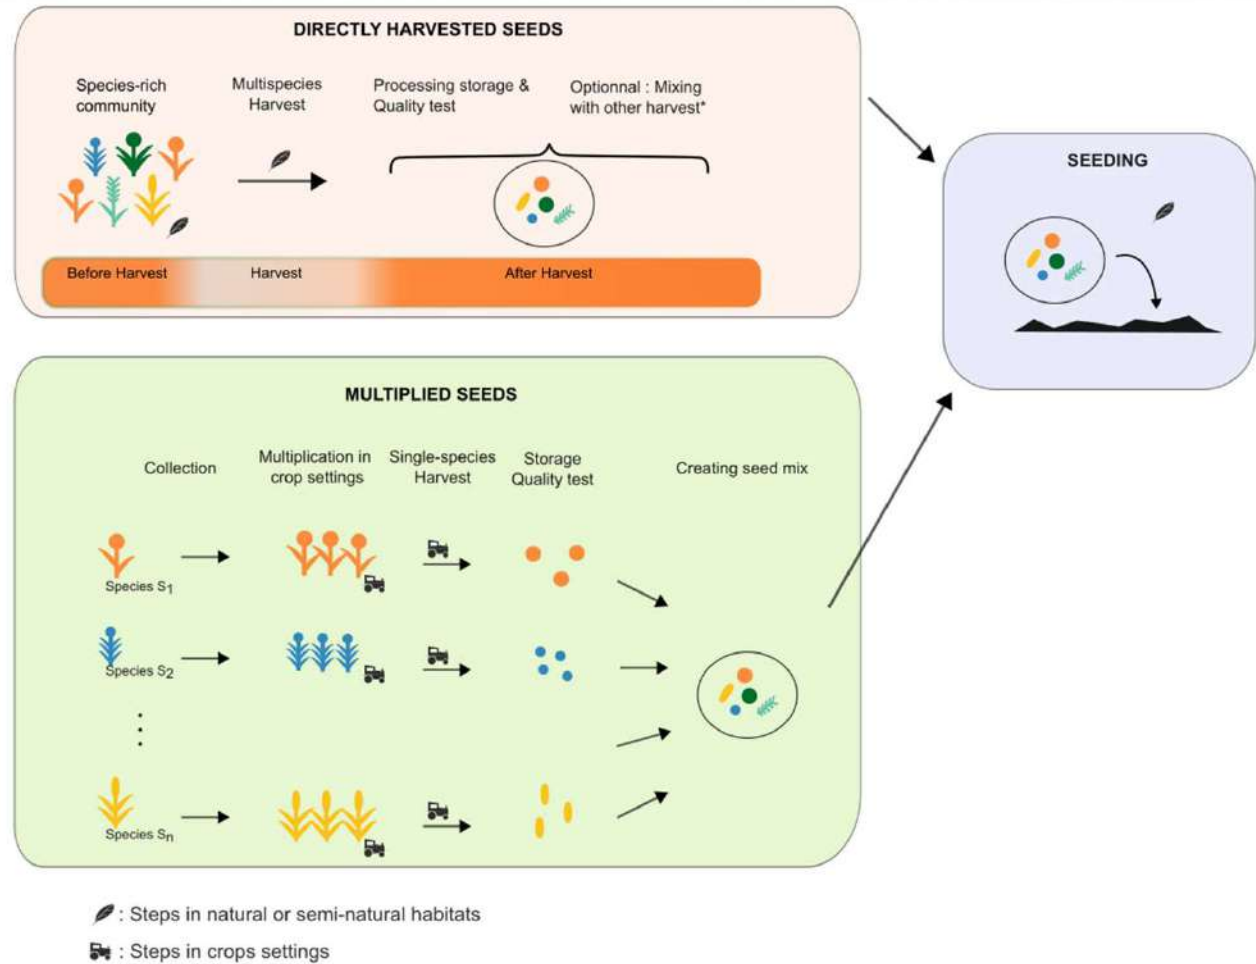 DIRECTLY HARVESTED SEEDS
Species-rich
community
Multispecies
Harvest
Processing storage &
Quality test
Optionnal : Mixing
with other harvest*
Before Harvest
Harvest
After Harvest
SEEDING
MULTIPLIED SEEDS
Collection
Multiplication in
crop settings
Single-species
Harvest
Storage
Quality test
Creating seed mix
Species S1
Species S2
Species Sn
: Steps in natural or semi-natural habitats
: Steps in crops settings